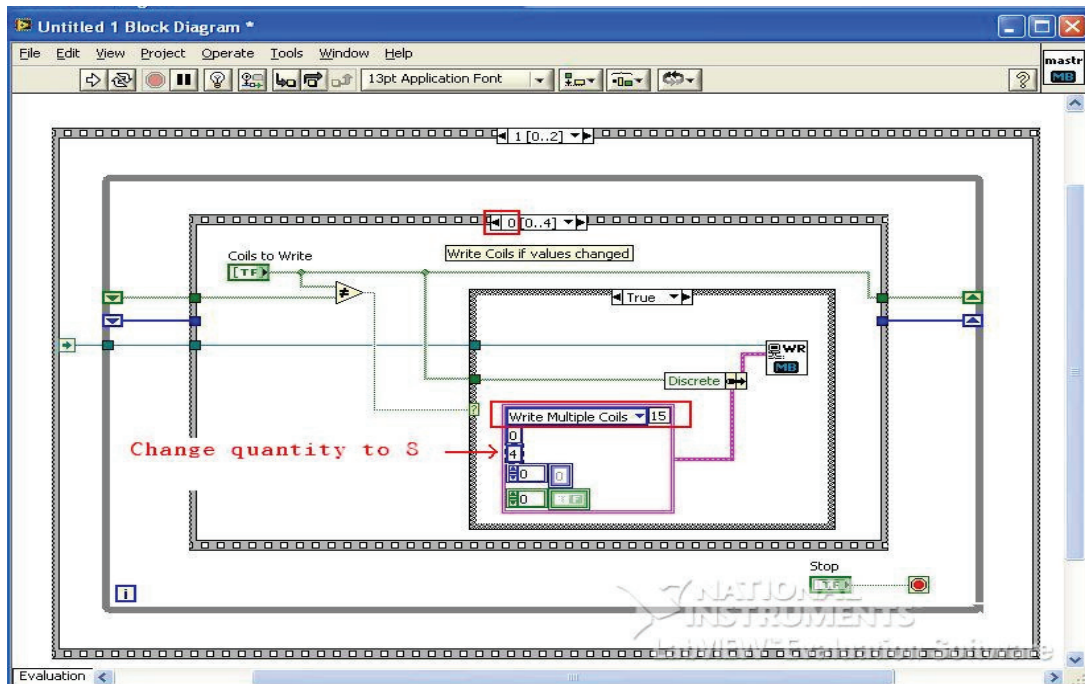 Untitled 1 Block Diagram *
File Edit View Project Operate Tools Window Help
13pt Application Font
mastr
MB
1 [0..2]
0 [0..4]
Coils to Write
Write Coils if values changed
TF
True
WR
MB
Discrete
Write Multiple Coils 15
0
Change quantity to 8
4
0 0
0 TF
Stop
TF
i
NATIONAL
INSTRUMENTS
LabVIEW™ Evaluation Software
Evaluation